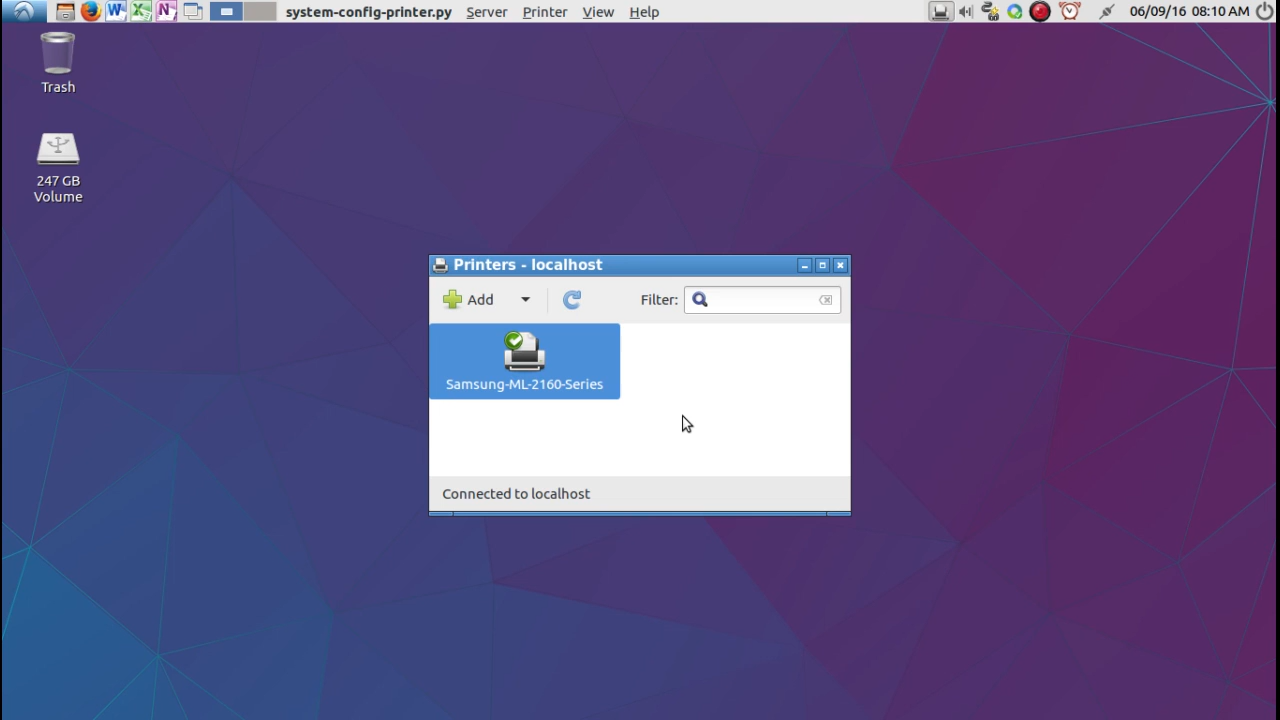 system-config-printer.py Server Printer View Help 06/09/16 08:10 AM
Trash
247 GB
Volume
Printers - localhost
Add Filter:
Samsung-ML-2160-Series
Connected to localhost